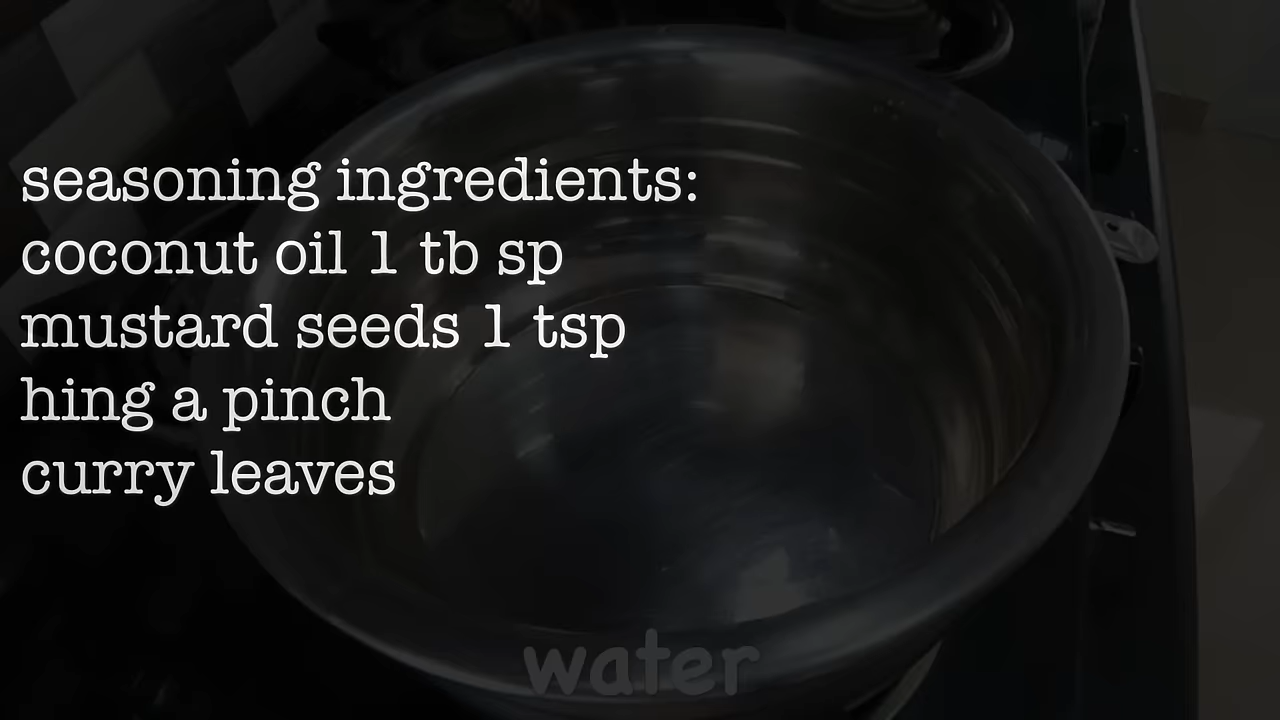 seasoning ingredients:
coconut oil 1 tb sp
mustard seeds 1 tsp
hing a pinch
curry leaves
water